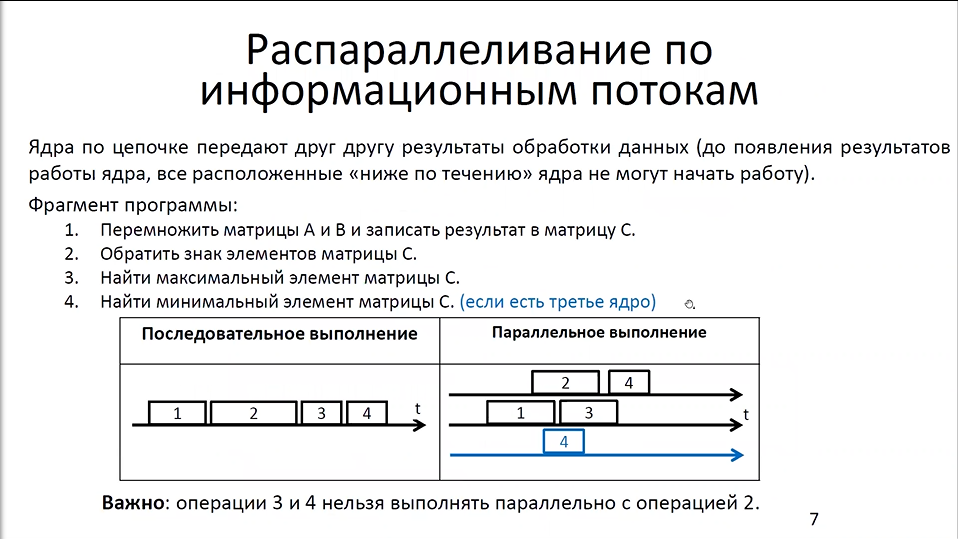 Распараллеливание по
информационным потокам
Ядра по цепочке передают друг другу результаты обработки данных (до появления результатов
работы ядра, все расположенные «ниже по течению» ядра не могут начать работу).
Фрагмент программы:
1. Перемножить матрицы A и B и записать результат в матрицу C.
2. Обратить знак элементов матрицы C.
3. Найти максимальный элемент матрицы C.
4. Найти минимальный элемент матрицы C. (если есть третье ядро)
Последовательное выполнение
1 2 3 4 t
Параллельное выполнение
2 4
1 3 t
4
Важно: операции 3 и 4 нельзя выполнять параллельно с операцией 2.
7